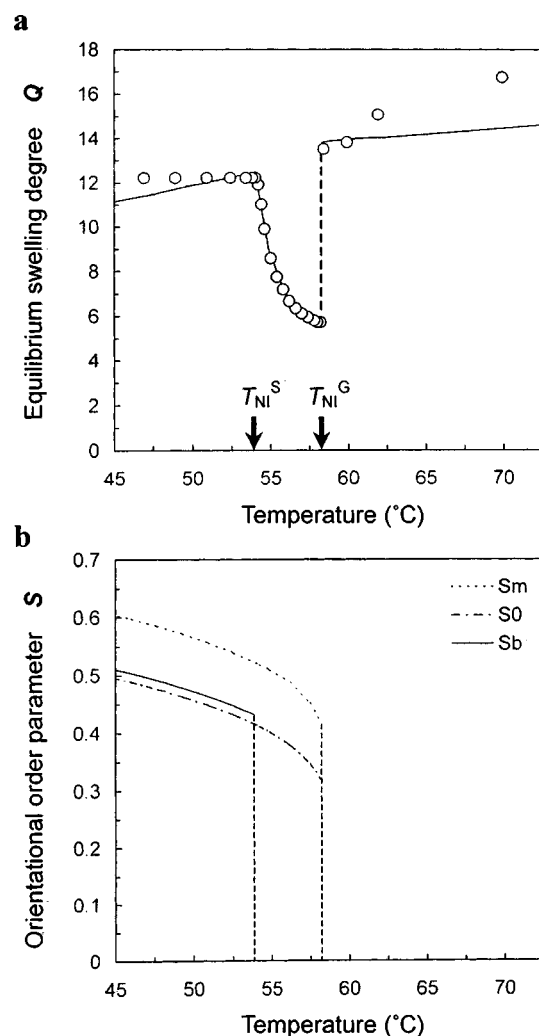 a
Equilibrium swelling degree Q
18
16
14
12
10
8
6
4
2
0
T_NI^S
T_NI^G
45 50 55 60 65 70
Temperature (°C)
b
Orientational order parameter S
0.7
0.6
0.5
0.4
0.3
0.2
0.1
0
Sm
S0
Sb
45 50 55 60 65 70
Temperature (°C)